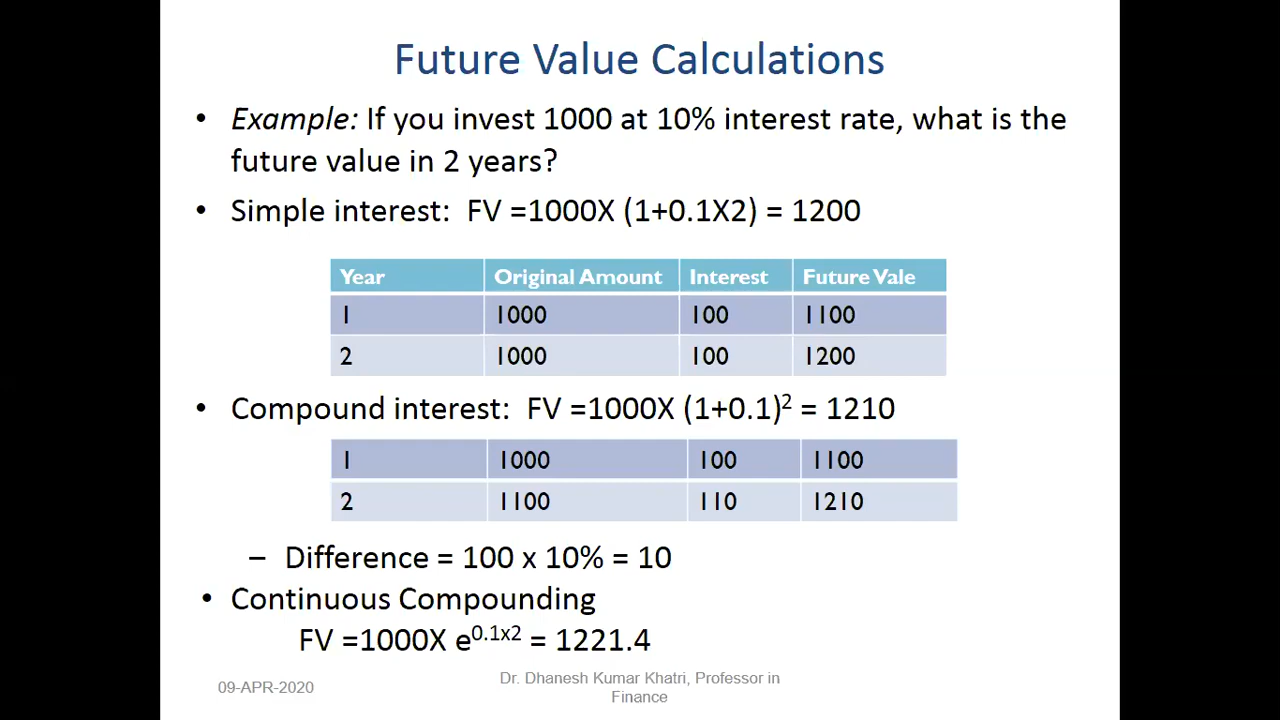 Future Value Calculations
• Example: If you invest 1000 at 10% interest rate, what is the
future value in 2 years?
• Simple interest: FV =1000X (1+0.1X2) = 1200
Year Original Amount Interest Future Vale
1 1000 100 1100
2 1000 100 1200
• Compound interest: FV =1000X (1+0.1)² = 1210
1 1000 100 1100
2 1100 110 1210
– Difference = 100 x 10% = 10
• Continuous Compounding
FV =1000X e^0.1x2 = 1221.4
09-APR-2020
Dr. Dhanesh Kumar Khatri, Professor in
Finance